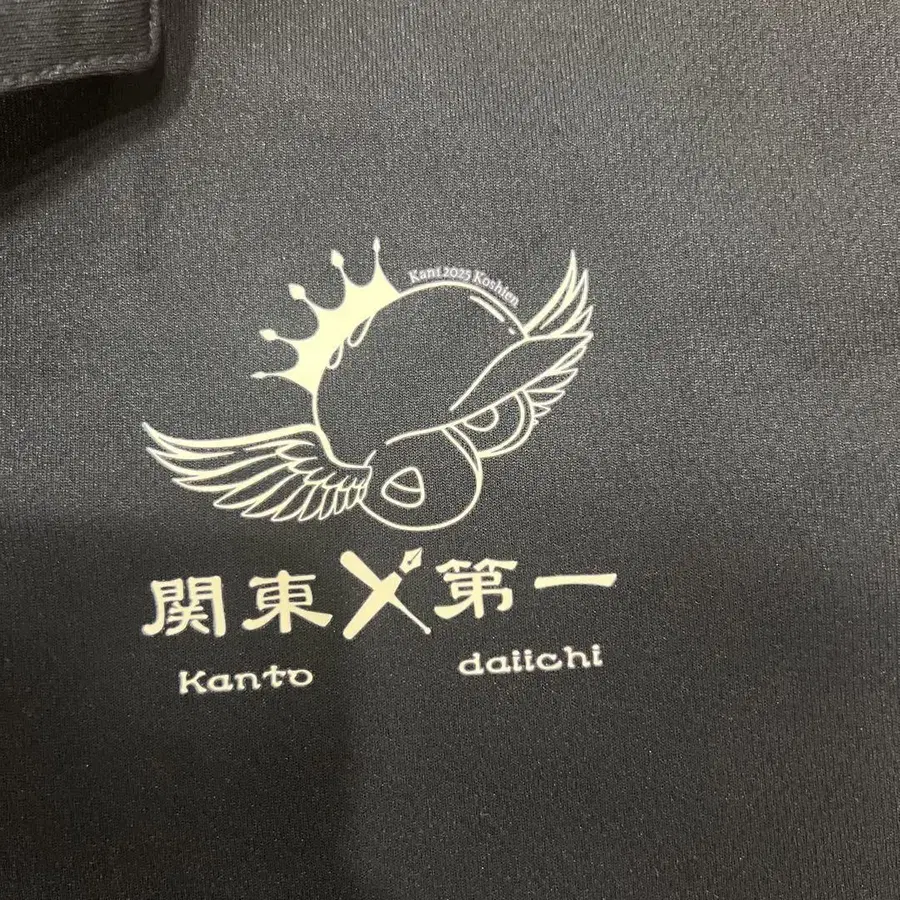 Kant.2025 Koshien
関東第一
Kanto daiichi